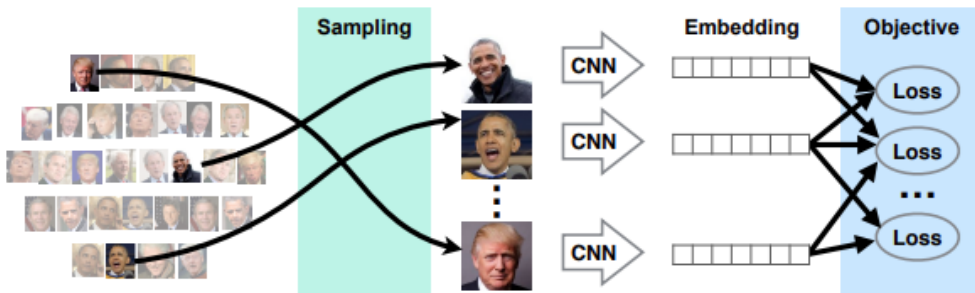 Sampling
Embedding
Objective
CNN
Loss
CNN
Loss
...
CNN
Loss